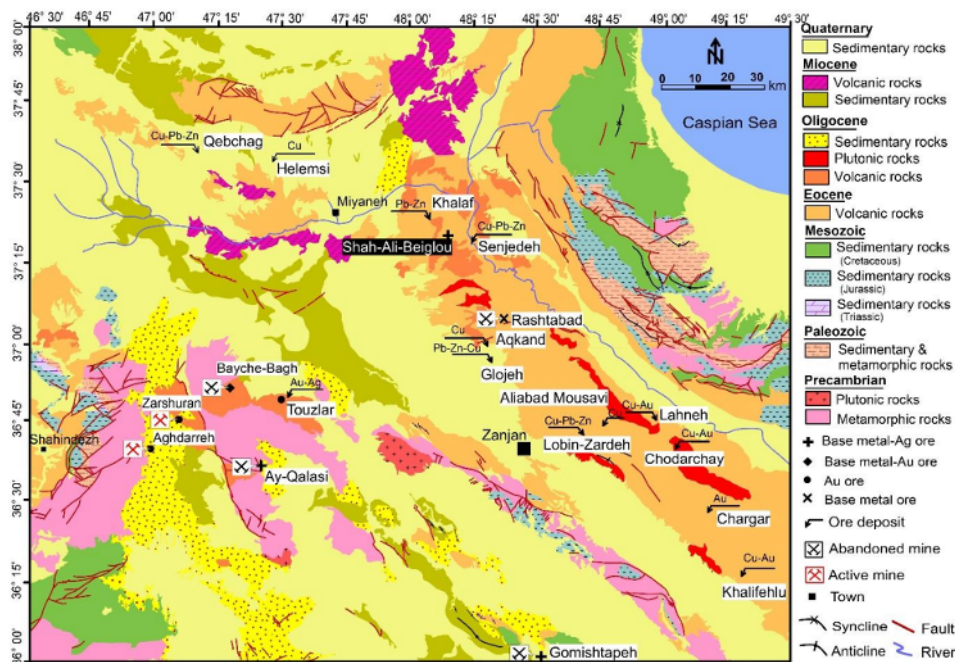 46° 30' 46° 45' 47° 00' 47° 15' 47° 30' 47° 45' 48° 00' 48° 15' 48° 30' 48° 45' 49° 00' 49° 15' 49° 30'
38° 00'
37° 45'
37° 30'
37° 15'
37° 00'
36° 45'
36° 30'
36° 15'
36° 00'
N
0 10 20 30
km
Caspian Sea
Cu-Pb-Zn
Qebchag
Cu
Helemsi
Miyaneh
Pb-Zn
Khalaf
Shah-Ali-Beiglou
Cu-Pb-Zn
Senjedeh
Rashtabad
Cu
Aqkand
Pb-Zn-Cu
Glojeh
Bayche-Bagh
Au-Ag
Touzlar
Zarshuran
Aghdarreh
Shahindezh
Ay-Qalasi
Aliabad Mousavi
Cu
Cu-Au
Lahneh
Cu-Pb-Zn
Lobin-Zardeh
Zanjan
Cu-Au
Chodarchay
Au
Chargar
Cu-Au
Khalifehlu
Gomishtapeh
Quaternary
Sedimentary rocks
Miocene
Volcanic rocks
Sedimentary rocks
Oligocene
Sedimentary rocks
Plutonic rocks
Volcanic rocks
Eocene
Volcanic rocks
Mesozoic
Sedimentary rocks
(Cretaceous)
Sedimentary rocks
(Jurassic)
Sedimentary rocks
(Triassic)
Paleozoic
Sedimentary &
metamorphic rocks
Precambrian
Plutonic rocks
Metamorphic rocks
Base metal-Ag ore
Base metal-Au ore
Au ore
Base metal ore
Ore deposit
Abandoned mine
Active mine
Town
Syncline
Fault
Anticline
River